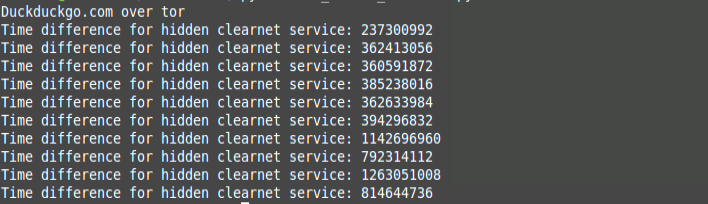 Duckduckgo.com over tor
Time difference for hidden clearnet service: 237300992
Time difference for hidden clearnet service: 362413056
Time difference for hidden clearnet service: 360591872
Time difference for hidden clearnet service: 385238016
Time difference for hidden clearnet service: 362633984
Time difference for hidden clearnet service: 394296832
Time difference for hidden clearnet service: 1142696960
Time difference for hidden clearnet service: 792314112
Time difference for hidden clearnet service: 1263051008
Time difference for hidden clearnet service: 814644736